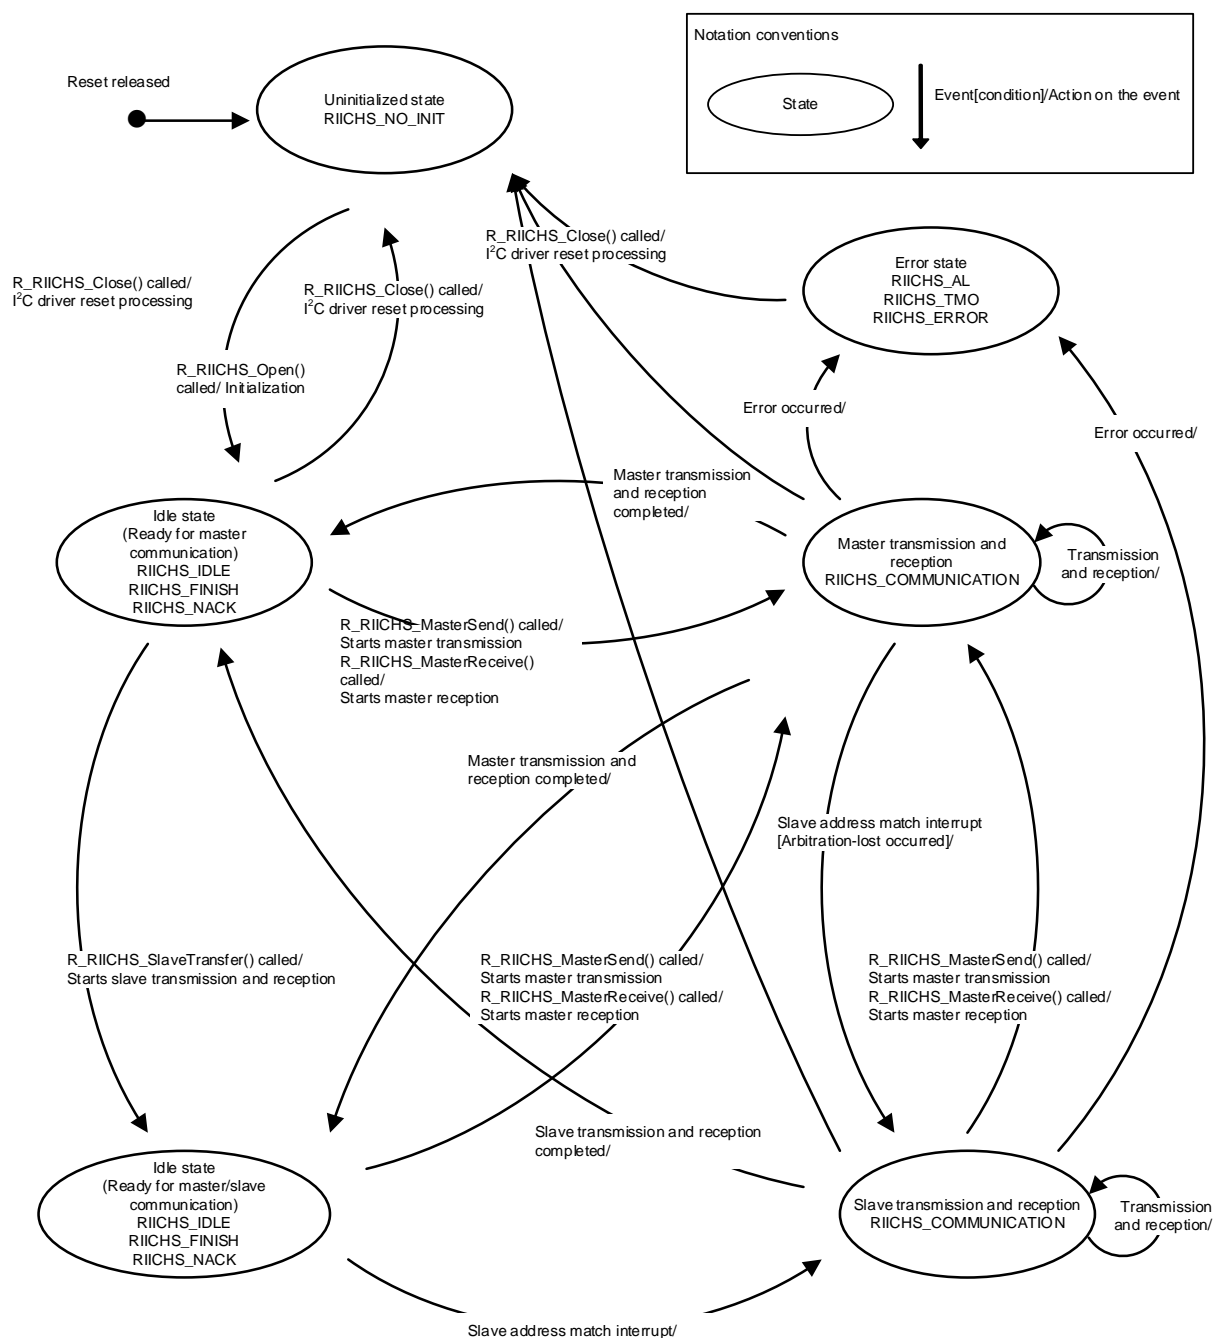 Notation conventions
State
Event[condition]/Action on the event
Reset released
Uninitialized state
RIICHS_NO_INIT
R_RIICHS_Close() called/
I²C driver reset processing
Error state
RIICHS_AL
RIICHS_TMO
RIICHS_ERROR
R_RIICHS_Close() called/
I²C driver reset processing
R_RIICHS_Close() called/
I²C driver reset processing
R_RIICHS_Open()
called/ Initialization
Error occurred/
Error occurred/
Master transmission
and reception
completed/
Idle state
(Ready for master
communication)
RIICHS_IDLE
RIICHS_FINISH
RIICHS_NACK
Master transmission and
reception
RIICHS_COMMUNICATION
Transmission
and reception/
R_RIICHS_MasterSend() called/
Starts master transmission
R_RIICHS_MasterReceive()
called/
Starts master reception
Master transmission and
reception completed/
Slave address match interrupt
[Arbitration-lost occurred]/
R_RIICHS_SlaveTransfer() called/
Starts slave transmission and reception
R_RIICHS_MasterSend() called/
Starts master transmission
R_RIICHS_MasterReceive() called/
Starts master reception
R_RIICHS_MasterSend() called/
Starts master transmission
R_RIICHS_MasterReceive() called/
Starts master reception
Slave transmission and reception
completed/
Idle state
(Ready for master/slave
communication)
RIICHS_IDLE
RIICHS_FINISH
RIICHS_NACK
Slave transmission and reception
RIICHS_COMMUNICATION
Transmission
and reception/
Slave address match interrupt/